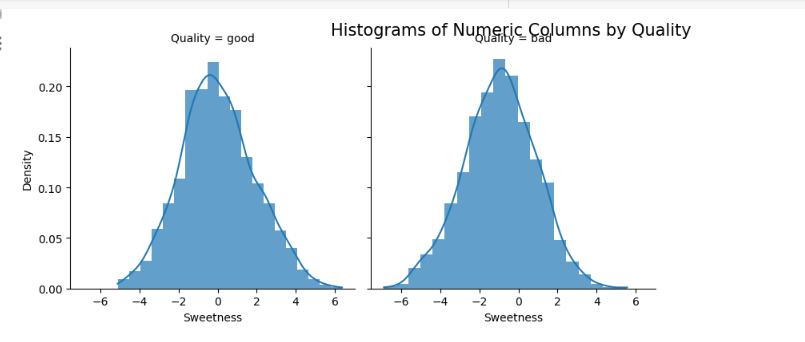 Histograms of Numeric Columns by Quality
Quality = good
Quality = bad
0.20
0.15
0.10
0.05
0.00
Density
−6 −4 −2 0 2 4 6
−6 −4 −2 0 2 4 6
Sweetness
Sweetness